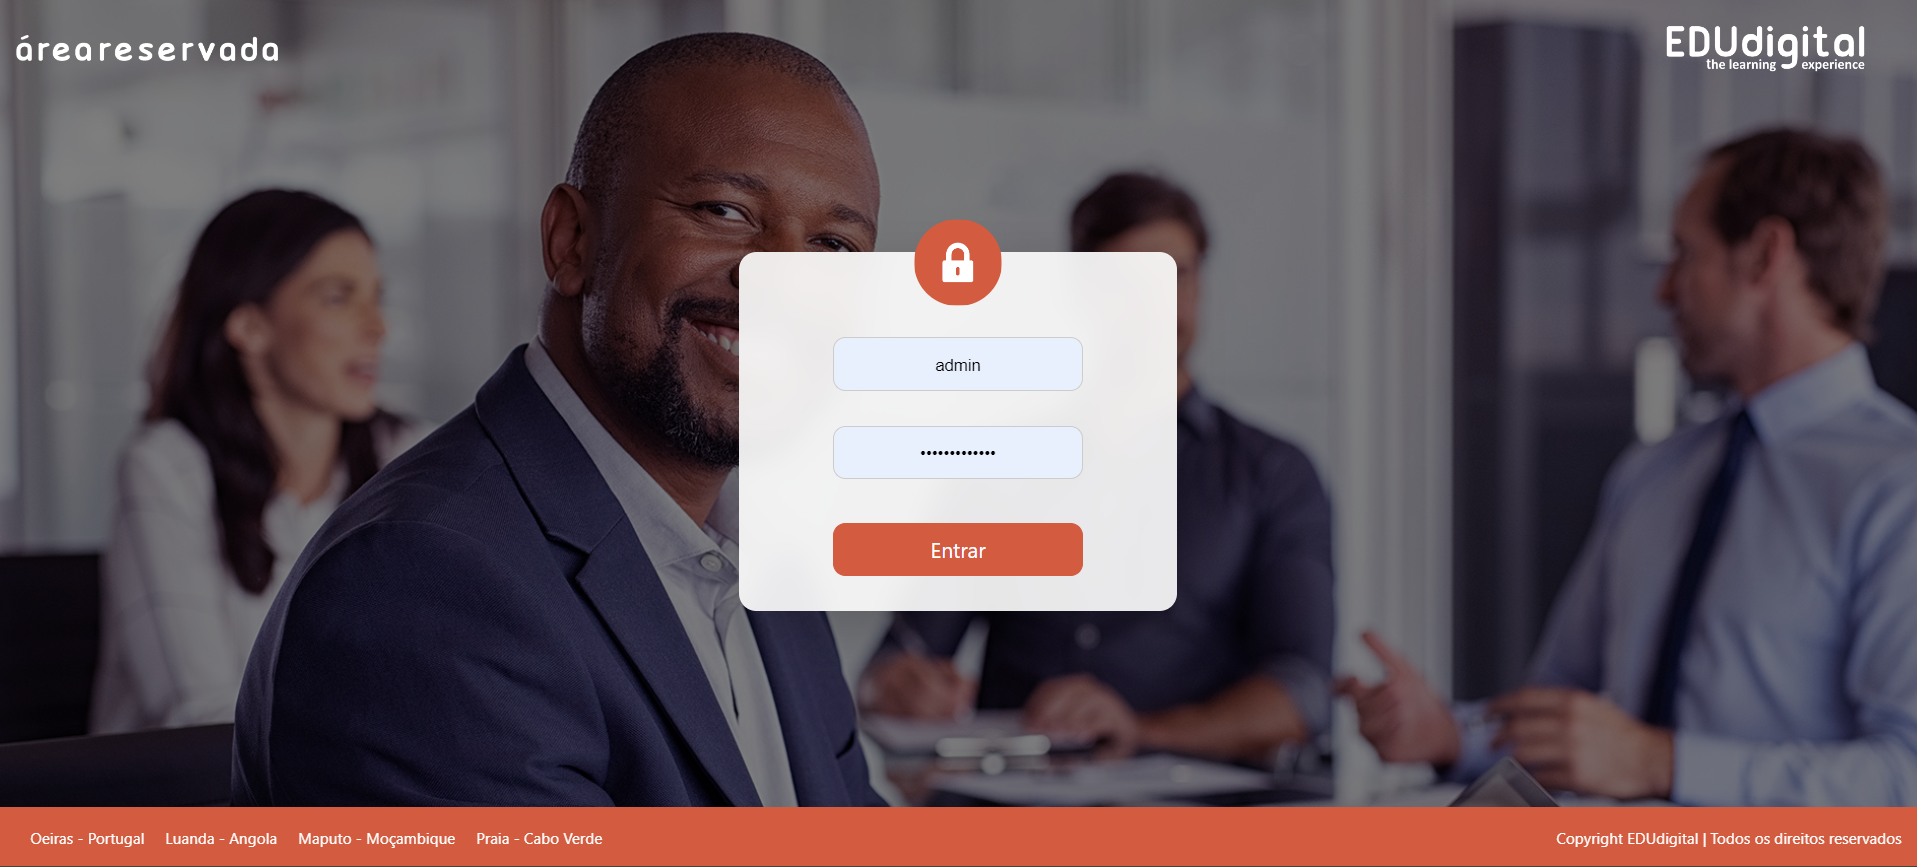 áreareservada
EDUdigital
the learning experience
admin
•••••••••••••
Entrar
Oeiras - Portugal Luanda - Angola Maputo - Moçambique Praia - Cabo Verde
Copyright EDUdigital | Todos os direitos reservados